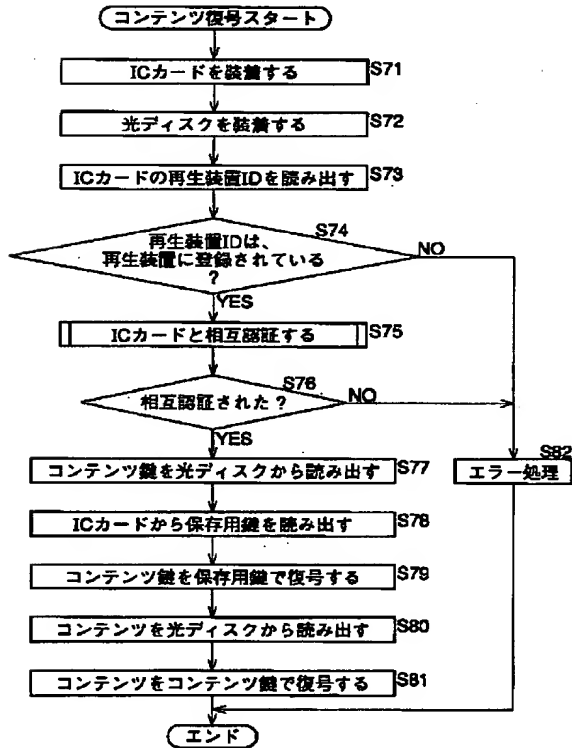 コンテンツ復号スタート
ICカードを装着する
S71
光ディスクを装着する
S72
ICカードの再生装置IDを読み出す
S73
S74
再生装置IDは、
再生装置に登録されている
?
NO
YES
ICカードと相互認証する
S75
S76
相互認証された?
NO
YES
コンテンツ鍵を光ディスクから読み出す
S77
S82
エラー処理
ICカードから保存用鍵を読み出す
S78
コンテンツ鍵を保存用鍵で復号する
S79
コンテンツを光ディスクから読み出す
S80
コンテンツをコンテンツ鍵で復号する
S81
エンド